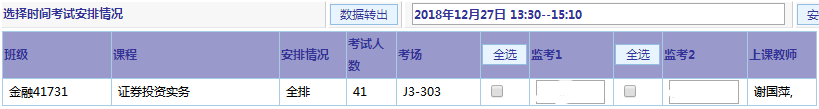 选择时间考试安排情况 数据转出 2018年12月27日 13:30--15:10 安
班级 课程 安排情况 考试人数 考场 全选 监考1 全选 监考2 上课教师
金融41731 证券投资实务 全排 41 J3-303 谢国萍,